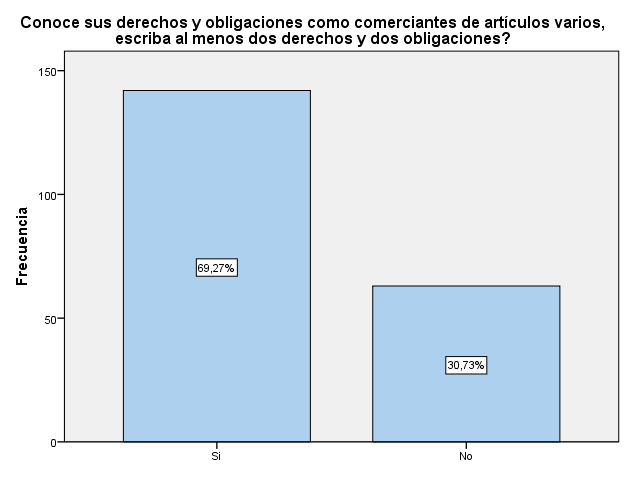 Conoce sus derechos y obligaciones como comerciantes de artículos varios,
escriba al menos dos derechos y dos obligaciones?
150
100
50
0
Frecuencia
69,27%
30,73%
Si
No